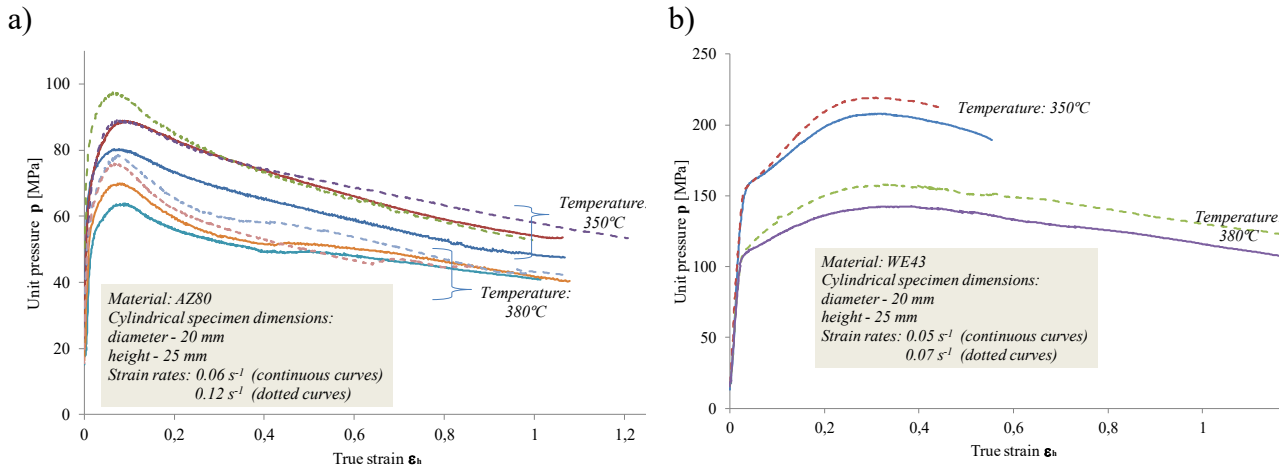 a)
Unit pressure p [MPa]
100
80
60
40
20
0
0
0,2
0,4
0,6
0,8
1
1,2
True strain εh
Temperature:
350ºC
Temperature:
380ºC
Material: AZ80
Cylindrical specimen dimensions:
diameter - 20 mm
height - 25 mm
Strain rates: 0.06 s-1 (continuous curves)
0.12 s-1 (dotted curves)
b)
Unit pressure p [MPa]
250
200
150
100
50
0
0
0,2
0,4
0,6
0,8
1
True strain εh
Temperature: 350ºC
Temperature
380ºC
Material: WE43
Cylindrical specimen dimensions:
diameter - 20 mm
height - 25 mm
Strain rates: 0.05 s-1 (continuous curves)
0.07 s-1 (dotted curves)